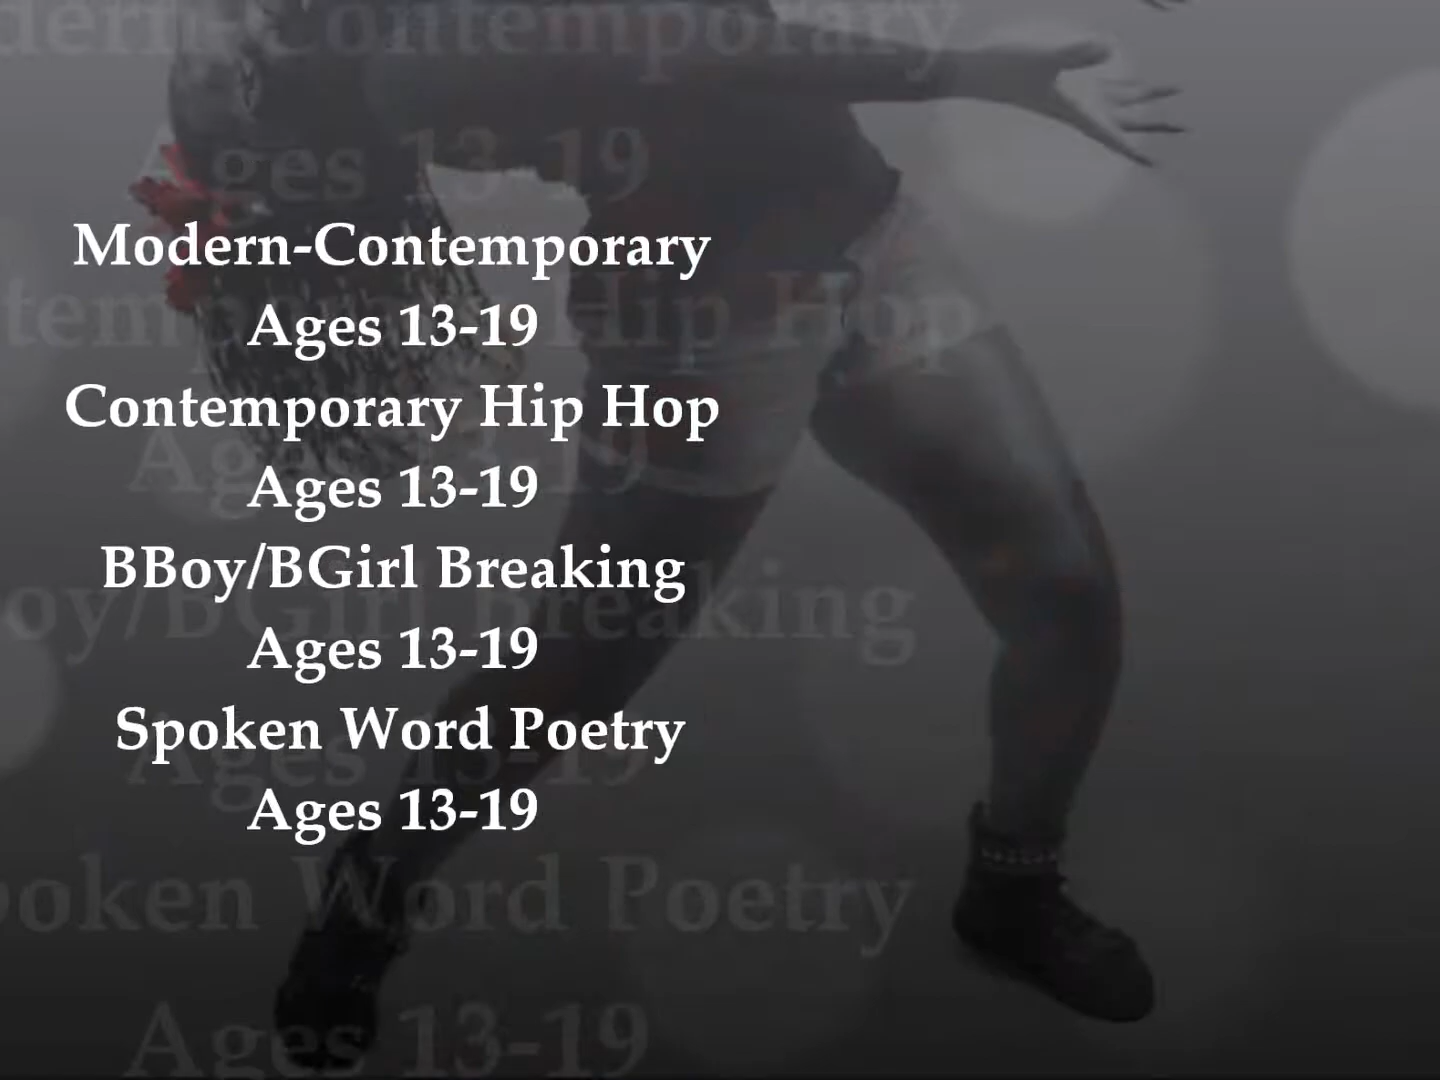 Modern-Contemporary
Ages 13-19
Contemporary Hip Hop
Ages 13-19
BBoy/BGirl Breaking
Ages 13-19
Spoken Word Poetry
Ages 13-19